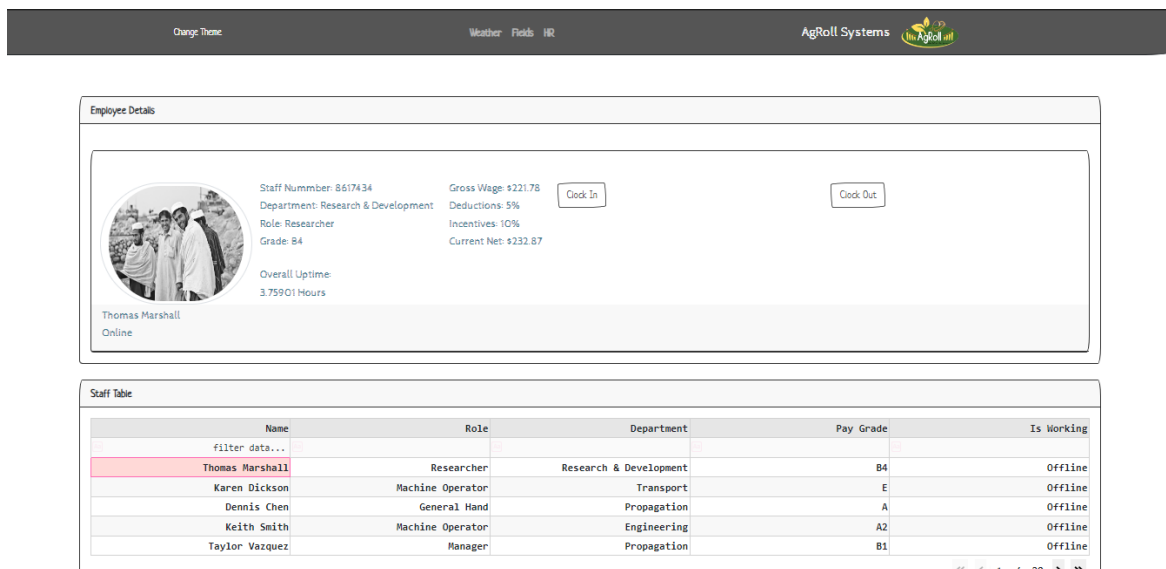 Change Theme
Weather Fields HR
AgRoll Systems
AgRoll
Employee Details
Staff Nummber: 8617434
Department: Research & Development
Role: Researcher
Grade: B4
Overall Uptime:
3.75901 Hours
Gross Wage: $221.78
Deductions: 5%
Incentives: 10%
Current Net: $232.87
Clock In
Clock Out
Thomas Marshall
Online
Staff Table
Name Role Department Pay Grade Is Working
filter data...
Thomas Marshall Researcher Research & Development B4 Offline
Karen Dickson Machine Operator Transport E Offline
Dennis Chen General Hand Propagation A Offline
Keith Smith Machine Operator Engineering A2 Offline
Taylor Vazquez Manager Propagation B1 Offline